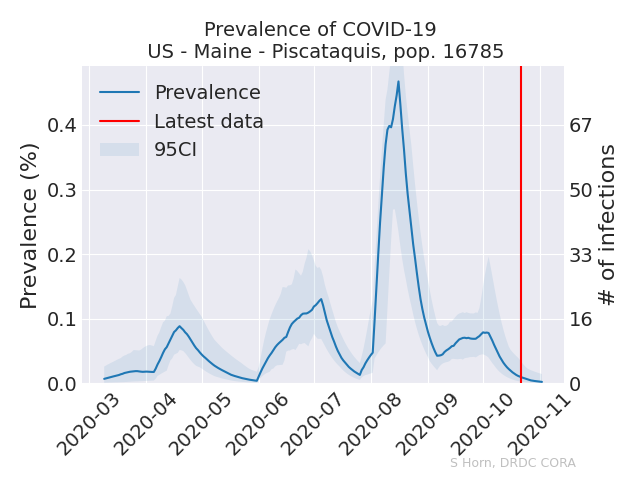 Prevalence of COVID-19
US - Maine - Piscataquis, pop. 16785
Prevalence
Latest data
95CI
Prevalence (%)
0.4
0.3
0.2
0.1
0.0
67
50
33
16
0
# of infections
2020-03
2020-04
2020-05
2020-06
2020-07
2020-08
2020-09
2020-10
2020-11
S Horn, DRDC CORA